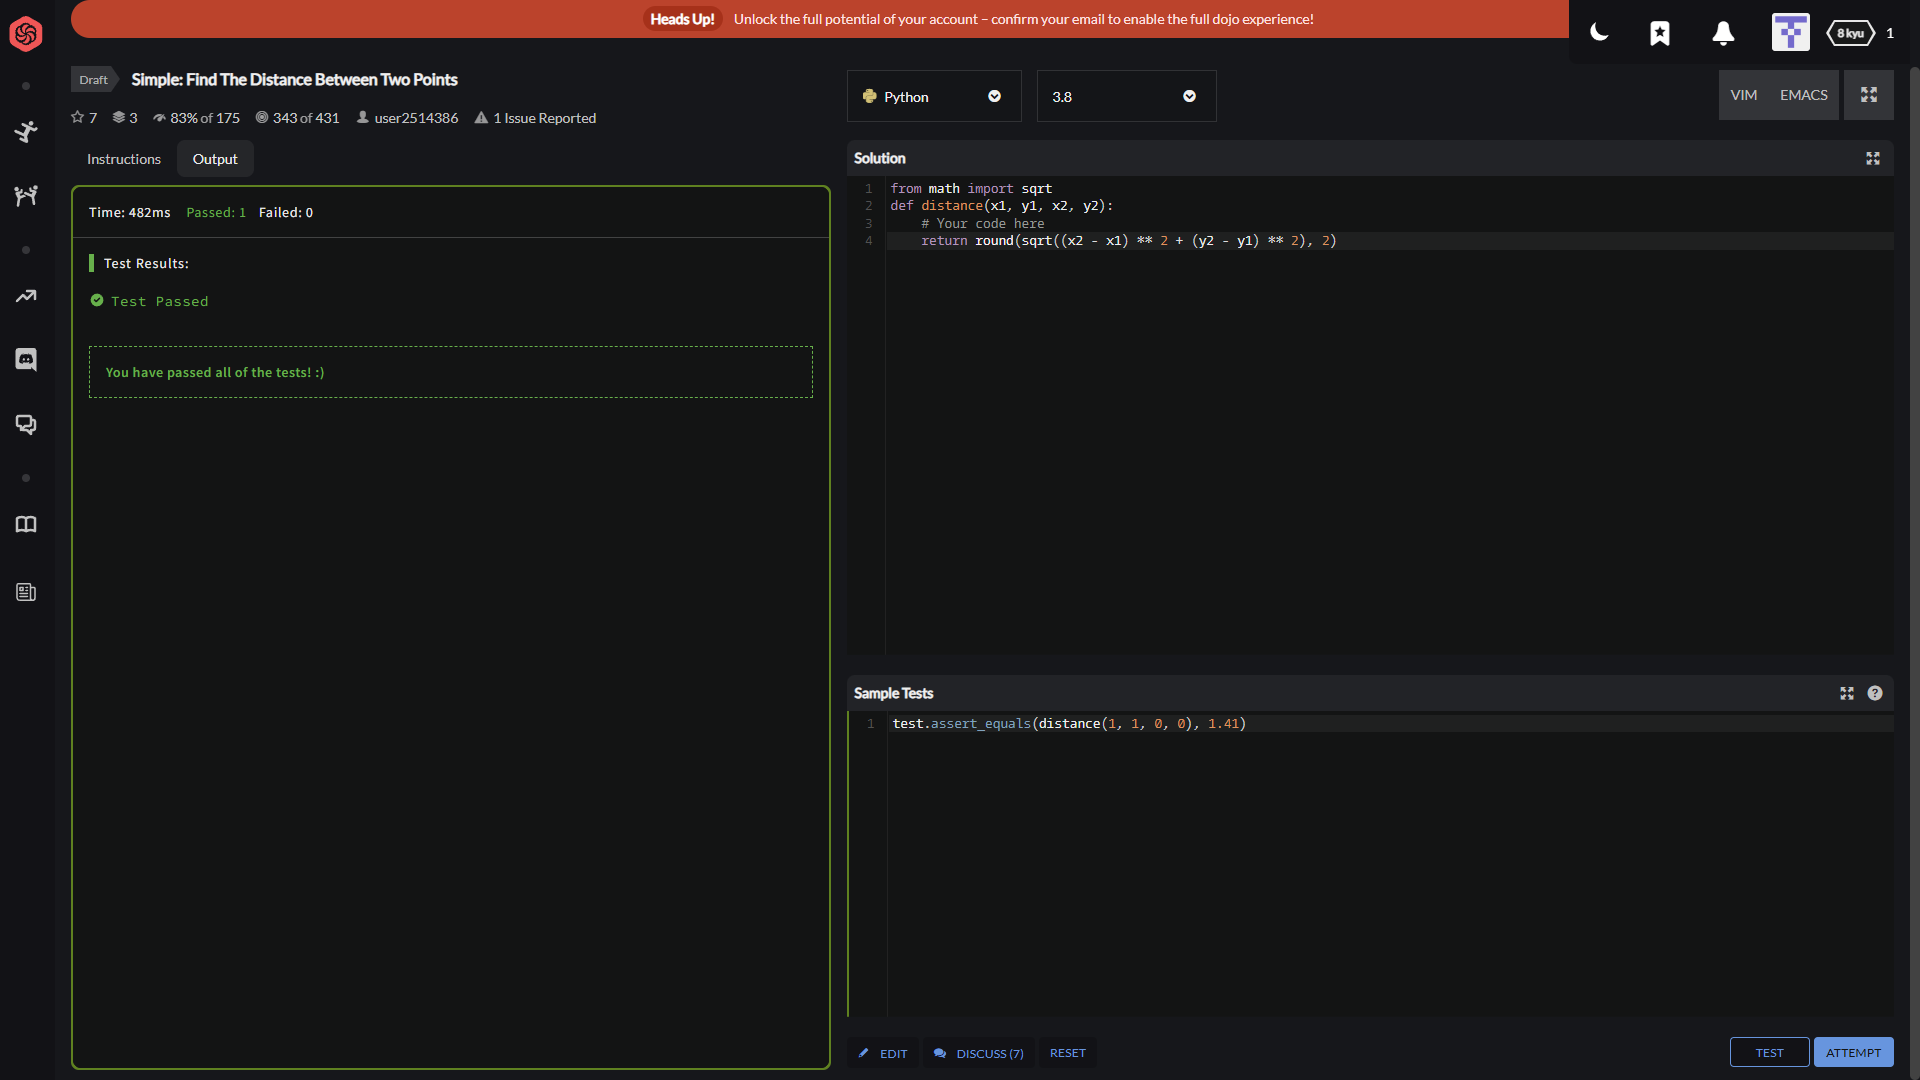 Heads Up! Unlock the full potential of your account – confirm your email to enable the full dojo experience!
8 kyu 1
Draft Simple: Find The Distance Between Two Points
7 3 83% of 175 343 of 431 user2514386 1 Issue Reported
Instructions Output
Time: 482ms Passed: 1 Failed: 0
Test Results:
Test Passed
You have passed all of the tests! :)
Python 3.8
VIM EMACS
Solution
1 from math import sqrt
2 def distance(x1, y1, x2, y2):
3 # Your code here
4 return round(sqrt((x2 - x1) ** 2 + (y2 - y1) ** 2), 2)
Sample Tests
1 test.assert_equals(distance(1, 1, 0, 0), 1.41)
EDIT DISCUSS (7) RESET TEST ATTEMPT